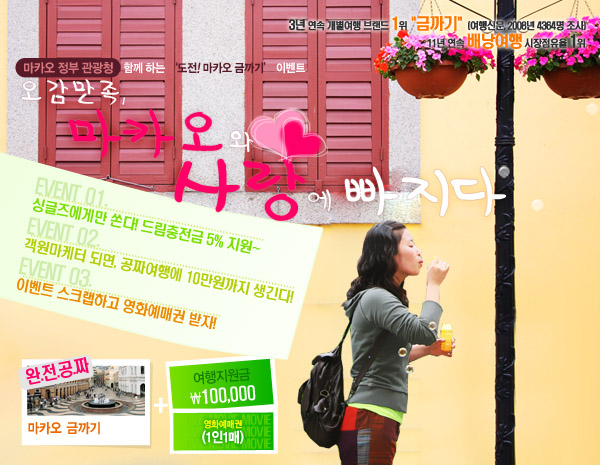 3년 연속 개별여행 브랜드 1위 "금까기" (여행신문, 2008년 4364명 조사)
11년 연속 배낭여행 시장점유율 1위
마카오 정부 관광청 함께 하는 '도전! 마카오 금까기' 이벤트
오감만족,
마카오와
사랑에 빠지다
EVENT 01.
싱글즈에게만 쏜다! 드림충전금 5% 지원~
EVENT 02.
객원마케터 되면, 공짜여행에 10만원까지 생긴다!
EVENT 03.
이벤트 스크랩하고 영화예매권 받자!
완.전.공.짜
마카오 금까기
+
여행지원금
₩100,000
MOVIE MOVIE
영화예매권
(1인1매)
MOVIE MOVIE